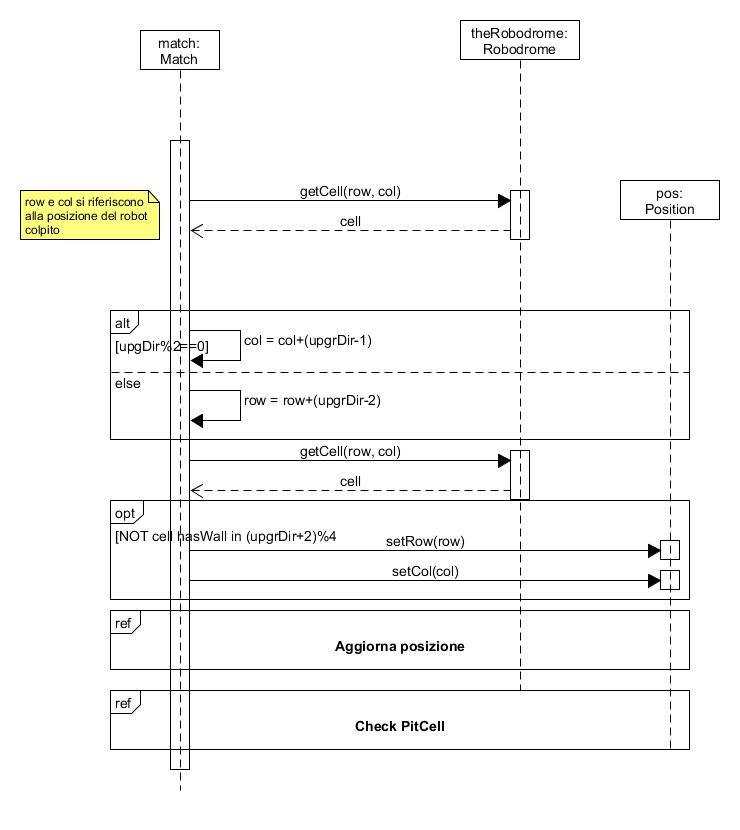 match:
Match
theRobodrome:
Robodrome
row e col si riferiscono
alla posizione del robot
colpito
getCell(row, col)
cell
pos:
Position
alt
[upgDir%2==0]
col = col+(upgrDir-1)
else
row = row+(upgrDir-2)
getCell(row, col)
cell
opt
[NOT cell hasWall in (upgrDir+2)%4
setRow(row)
setCol(col)
ref
Aggiorna posizione
ref
Check PitCell